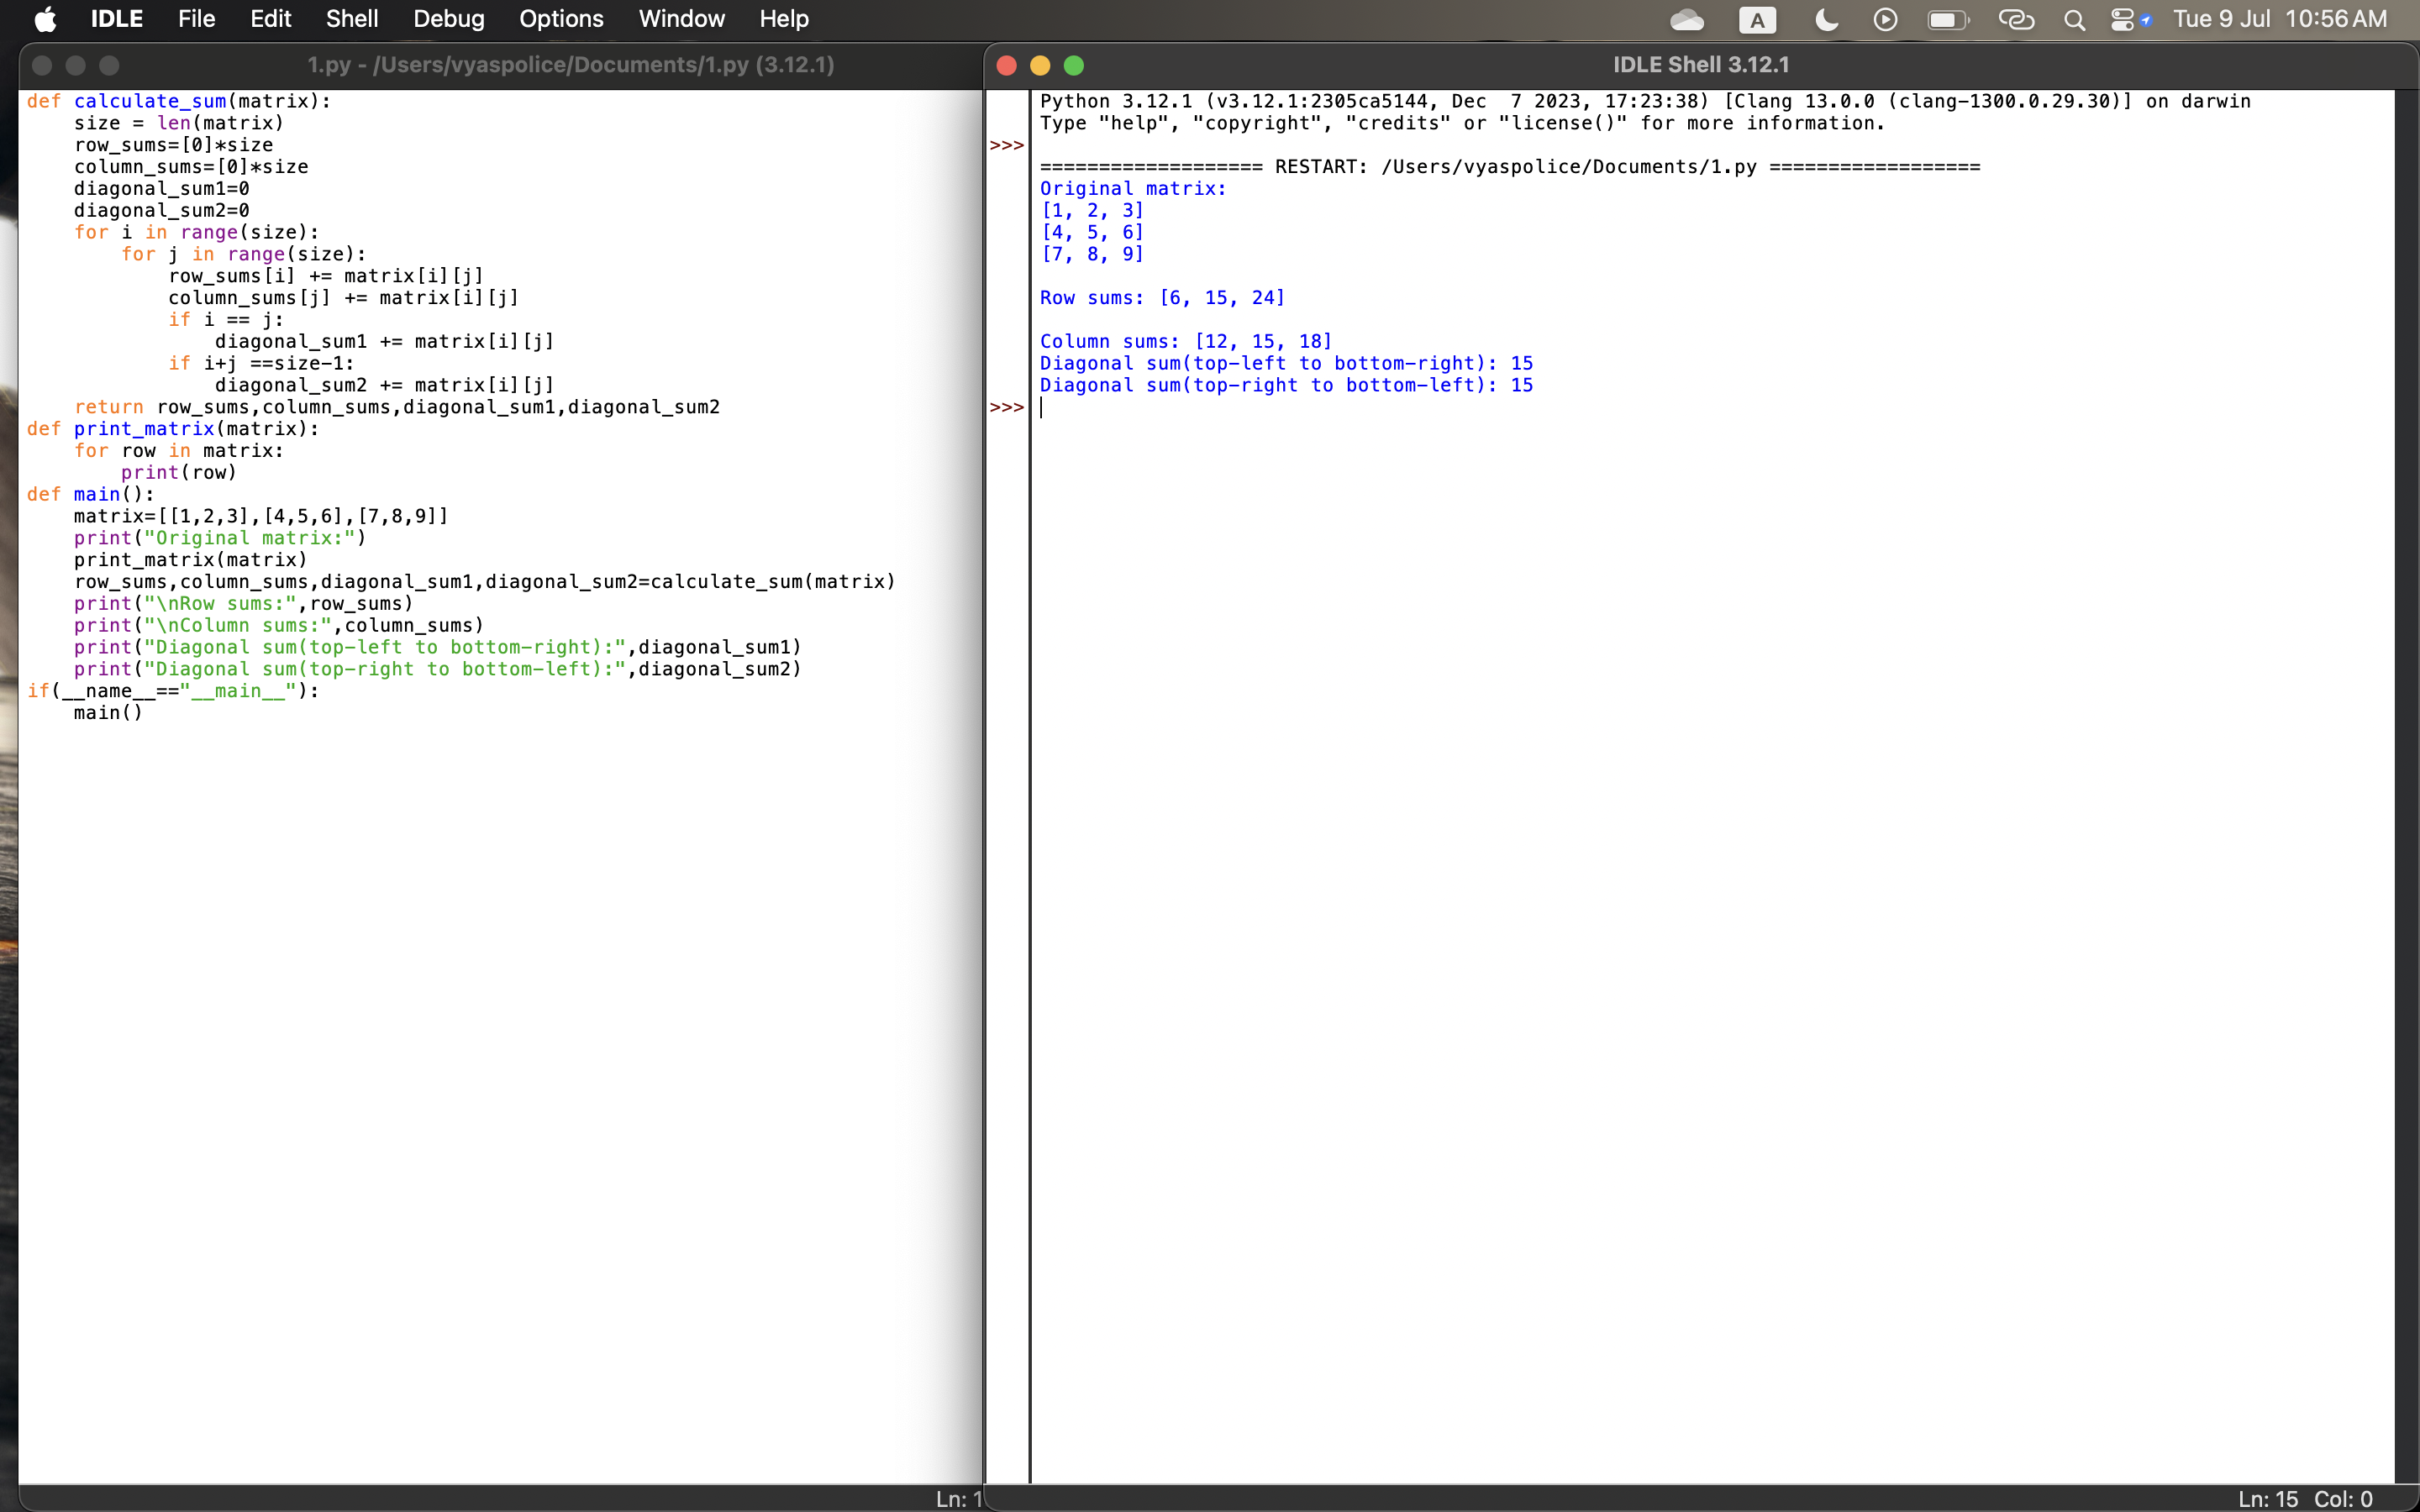 IDLE File Edit Shell Debug Options Window Help A Tue 9 Jul 10:56 AM
1.py - /Users/vyaspolice/Documents/1.py (3.12.1)
def calculate_sum(matrix):
    size = len(matrix)
    row_sums=[0]*size
    column_sums=[0]*size
    diagonal_sum1=0
    diagonal_sum2=0
    for i in range(size):
        for j in range(size):
            row_sums[i] += matrix[i][j]
            column_sums[j] += matrix[i][j]
            if i == j:
                diagonal_sum1 += matrix[i][j]
            if i+j ==size-1:
                diagonal_sum2 += matrix[i][j]
    return row_sums,column_sums,diagonal_sum1,diagonal_sum2
def print_matrix(matrix):
    for row in matrix:
        print(row)
def main():
    matrix=[[1,2,3],[4,5,6],[7,8,9]]
    print("Original matrix:")
    print_matrix(matrix)
    row_sums,column_sums,diagonal_sum1,diagonal_sum2=calculate_sum(matrix)
    print("\nRow sums:",row_sums)
    print("\nColumn sums:",column_sums)
    print("Diagonal sum(top-left to bottom-right):",diagonal_sum1)
    print("Diagonal sum(top-right to bottom-left):",diagonal_sum2)
if(__name__=="__main__"):
    main()
Ln: 1
IDLE Shell 3.12.1
Python 3.12.1 (v3.12.1:2305ca5144, Dec  7 2023, 17:23:38) [Clang 13.0.0 (clang-1300.0.29.30)] on darwin
Type "help", "copyright", "credits" or "license()" for more information.
>>>
=================== RESTART: /Users/vyaspolice/Documents/1.py ==================
Original matrix:
[1, 2, 3]
[4, 5, 6]
[7, 8, 9]
Row sums: [6, 15, 24]
Column sums: [12, 15, 18]
Diagonal sum(top-left to bottom-right): 15
Diagonal sum(top-right to bottom-left): 15
>>>
Ln: 15 Col: 0